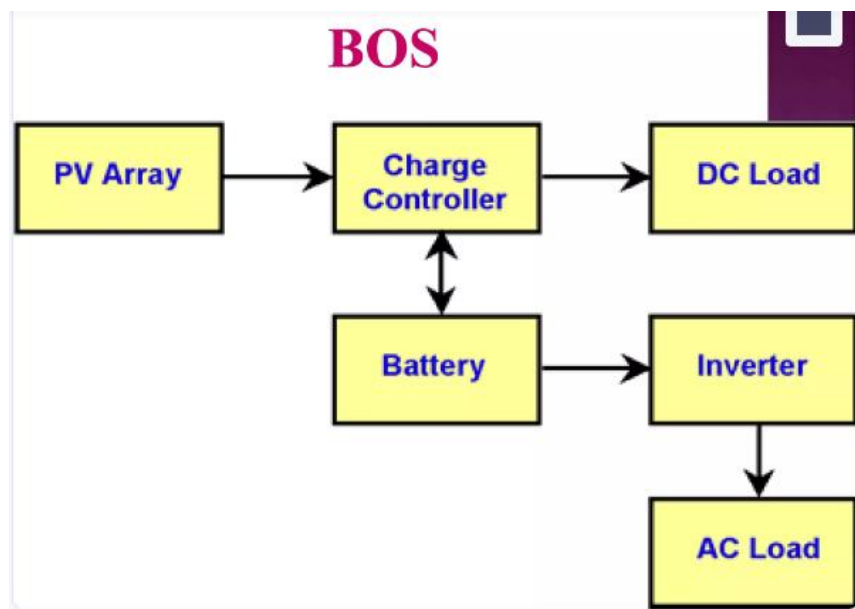 BOS
PV Array
Charge
Controller
DC Load
Battery
Inverter
AC Load